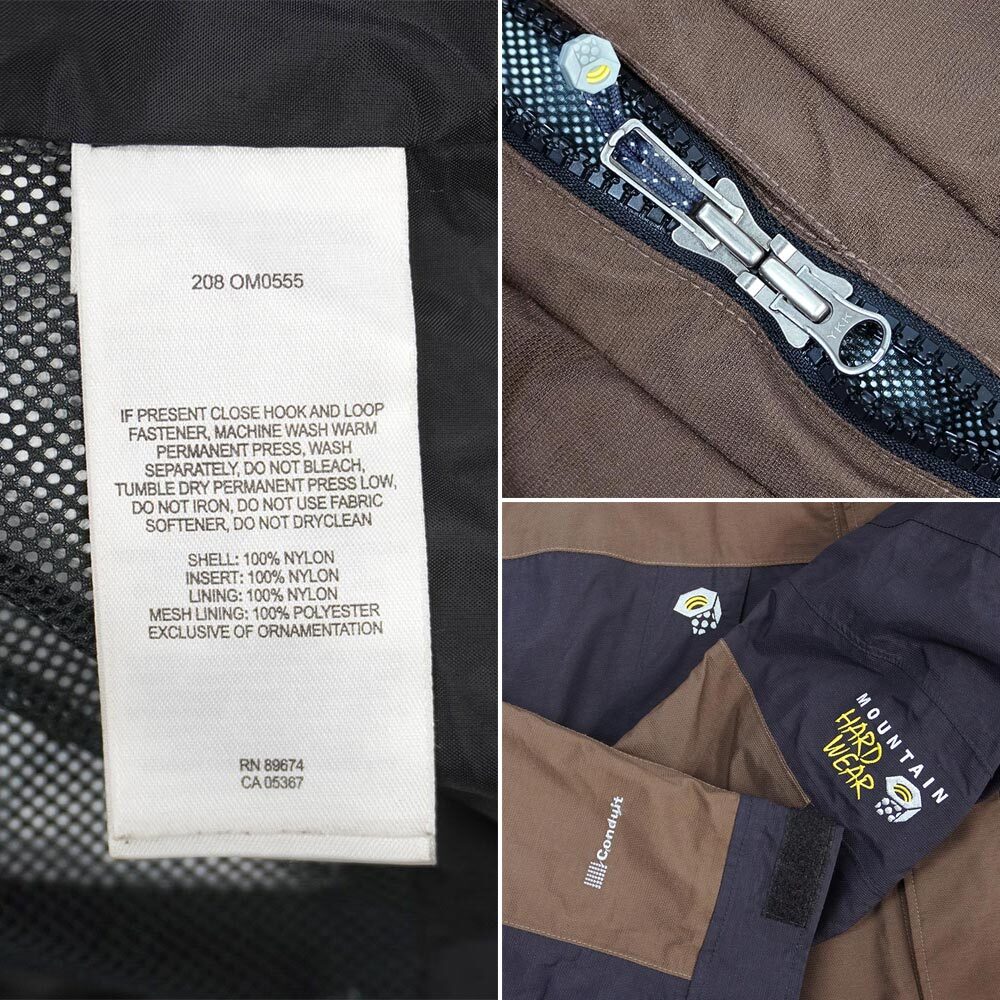 208 OM0555
IF PRESENT CLOSE HOOK AND LOOP
FASTENER, MACHINE WASH WARM
PERMANENT PRESS, WASH
SEPARATELY, DO NOT BLEACH,
TUMBLE DRY PERMANENT PRESS LOW,
DO NOT IRON, DO NOT USE FABRIC
SOFTENER, DO NOT DRYCLEAN
SHELL: 100% NYLON
INSERT: 100% NYLON
LINING: 100% NYLON
MESH LINING: 100% POLYESTER
EXCLUSIVE OF ORNAMENTATION
RN 89674
CA 05367
YKK
MOUNTAIN
HARD
WEAR
Conduit